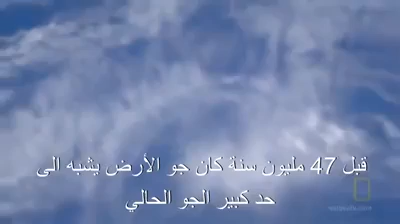 قبل 47 مليون سنة كان جو الأرض يشبه الى
حد كبير الجو الحالي